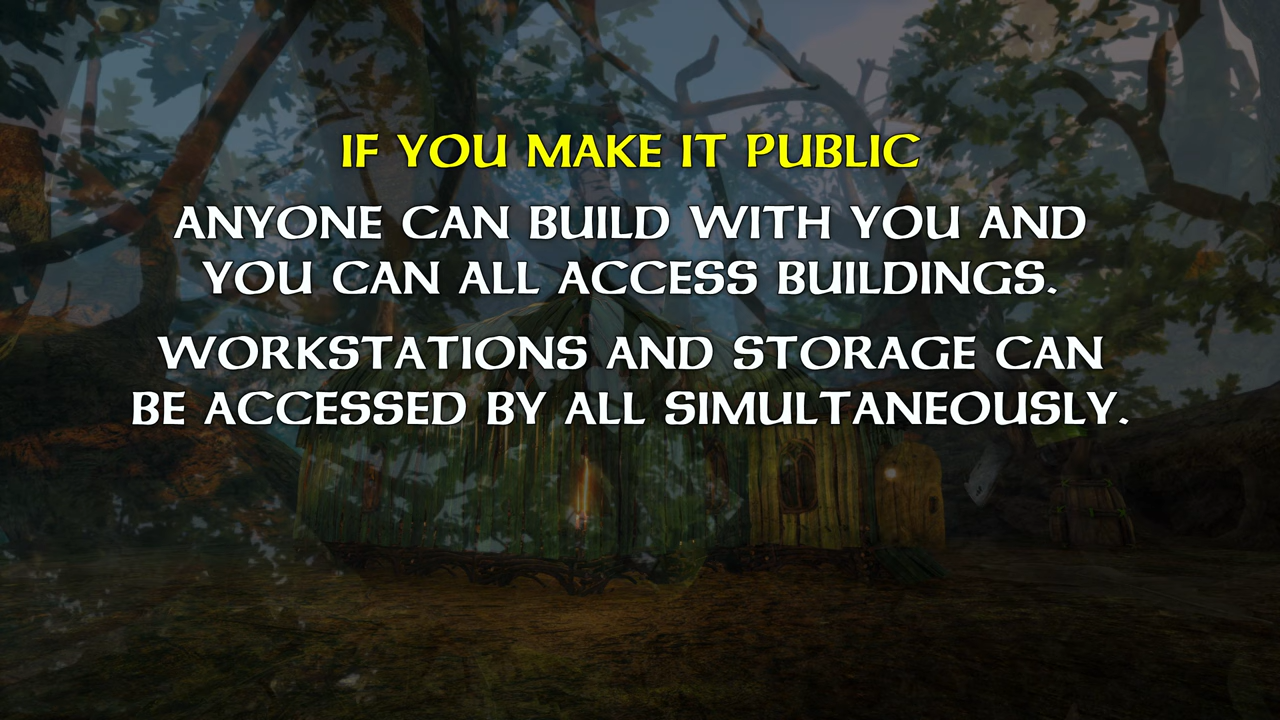 IF YOU MAKE IT PUBLIC
ANYONE CAN BUILD WITH YOU AND
YOU CAN ALL ACCESS BUILDINGS.
WORKSTATIONS AND STORAGE CAN
BE ACCESSED BY ALL SIMULTANEOUSLY.